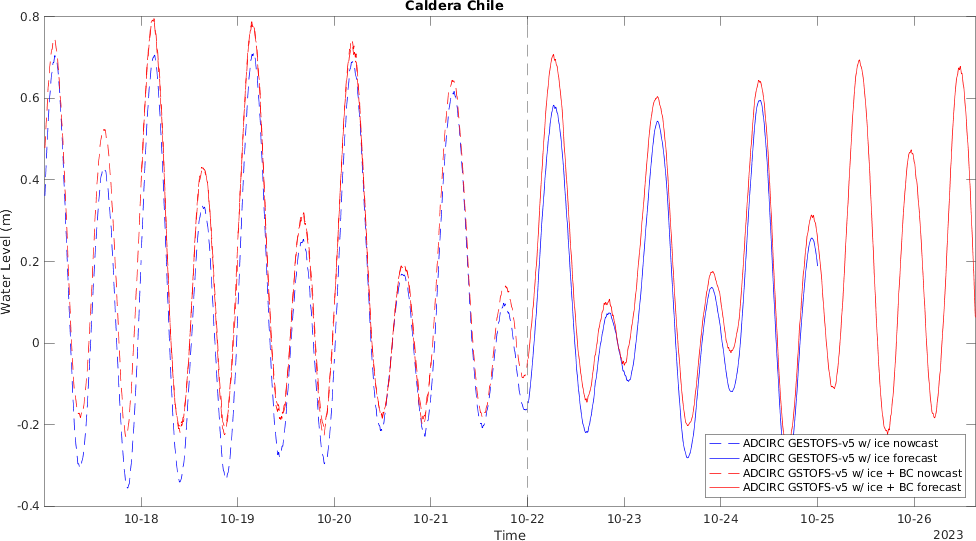 Caldera Chile
Water Level (m)
0.8
0.6
0.4
0.2
0
-0.2
-0.4
ADCIRC GESTOFS-v5 w/ ice nowcast
ADCIRC GESTOFS-v5 w/ ice forecast
ADCIRC GSTOFS-v5 w/ ice + BC nowcast
ADCIRC GSTOFS-v5 w/ ice + BC forecast
10-18 10-19 10-20 10-21 10-22 10-23 10-24 10-25 10-26
Time
2023